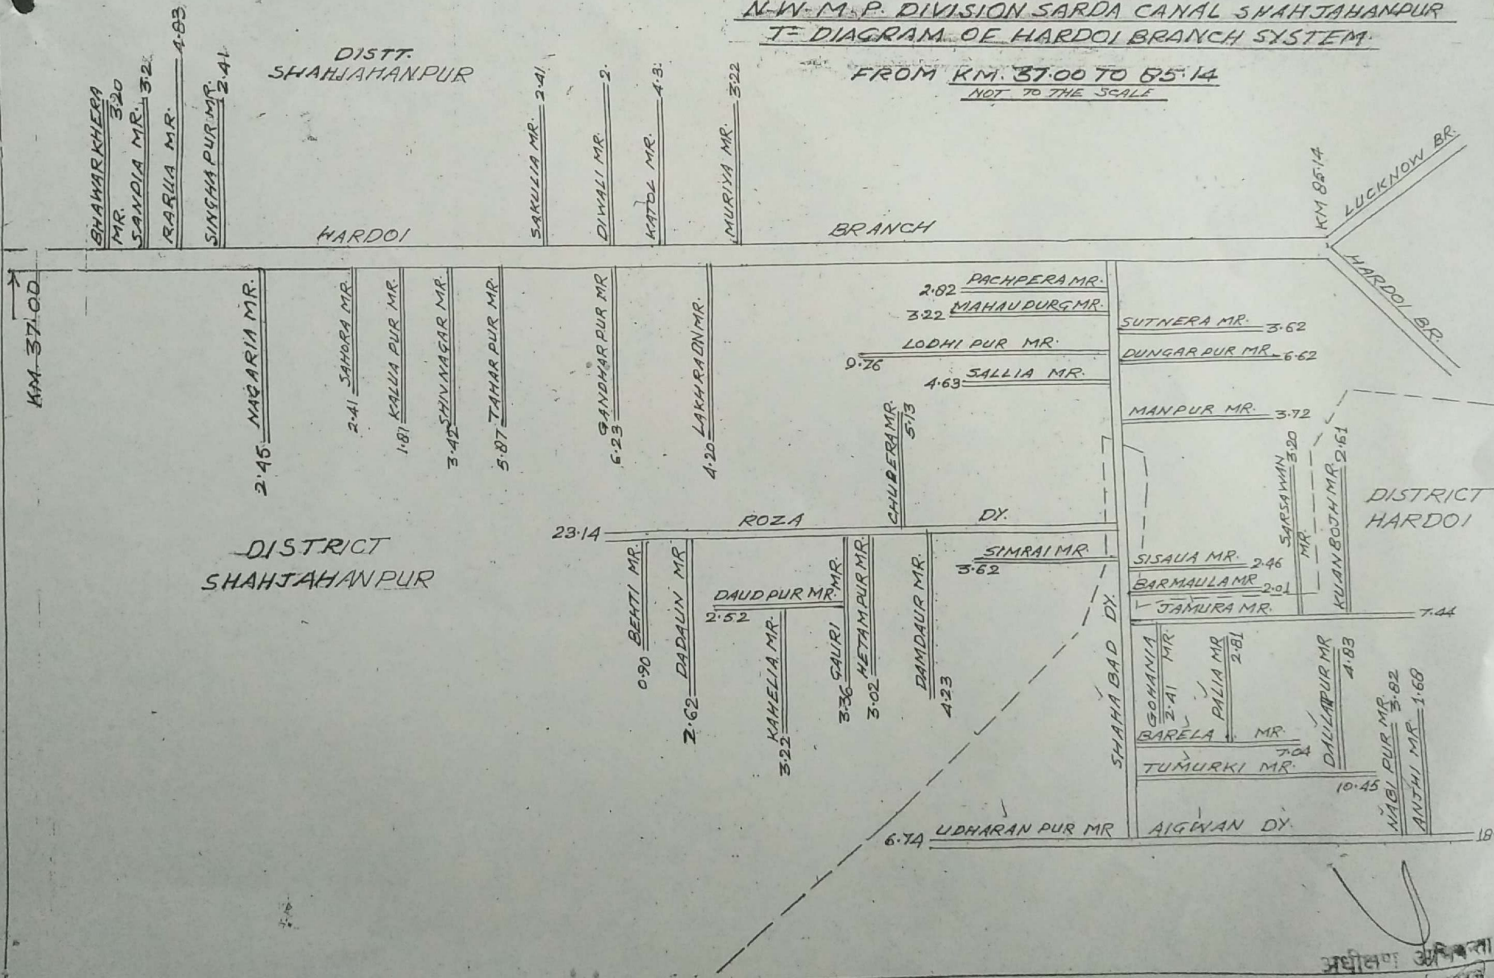 N-W-M-P. DIVISION SARDA CANAL SHAHJAHANPUR
T= DIAGRAM OF HARDOI BRANCH SYSTEM.
FROM KM. 37.00 TO 85.14
NOT TO THE SCALE
DISTT.
SHAHJAHANPUR
BHAWARKHERA MR. 3.20
SANDIA MR. 3.2
RARUA MR. 4.83
SINGHAPUR MR. 2.41
SAKULIA MR. 2.41
DIWALI MR. 2.
KATOL MR. 4.3
MURIYA MR. 3.22
KM 85.14
LUCKNOW BR.
HARDOI BRANCH
HARDOI BR.
KM 37.00
2.45 NAGARIA MR.
2.41 SAHORA MR.
1.81 KALUA PUR MR.
3.42 SHIVNAGAR MR.
5.87 TAHAR PUR MR.
6.23 GANDHAR PUR MR
4.20 LAKHRAON MR.
2.82 PACHPERA MR.
3.22 MAHAUDURG MR.
SUTNERA MR. 3.62
9.76 LODHI PUR MR.
DUNGAR PUR MR. 6.62
4.63 SALLIA MR.
MANPUR MR. 3.72
CHUBERA MR. 5.13
SARSAWAN MR. 3.20
KUANBOJH MR. 2.61
DISTRICT
HARDOI
23.14 ROZA DY.
DISTRICT
SHAHJAHANPUR
3.62 SIMRAI MR.
SISAUA MR. 2.46
BARMAULA MR 2.01
JAMURA MR. 7.44
0.90 BEHTI MR.
2.62 DADAUN MR
DAUDPUR MR. 2.52
3.22 KAHELIA MR.
3.36 GAURI MR.
3.02 HETAMPUR MR.
DAMDAUR MR. 4.23
SHAHABAD DY.
GOHANIA MR. 2.41
PALIA MR 2.81
DAULATPUR MR 4.83
NABI PUR MR. 3.82
ANJHI MR. 1.68
BARELA MR. 7.04
TUMURKI MR. 10.45
6.74 UDHARAN PUR MR
AIGWAN DY. 18
अधीक्षण अभियन्ता